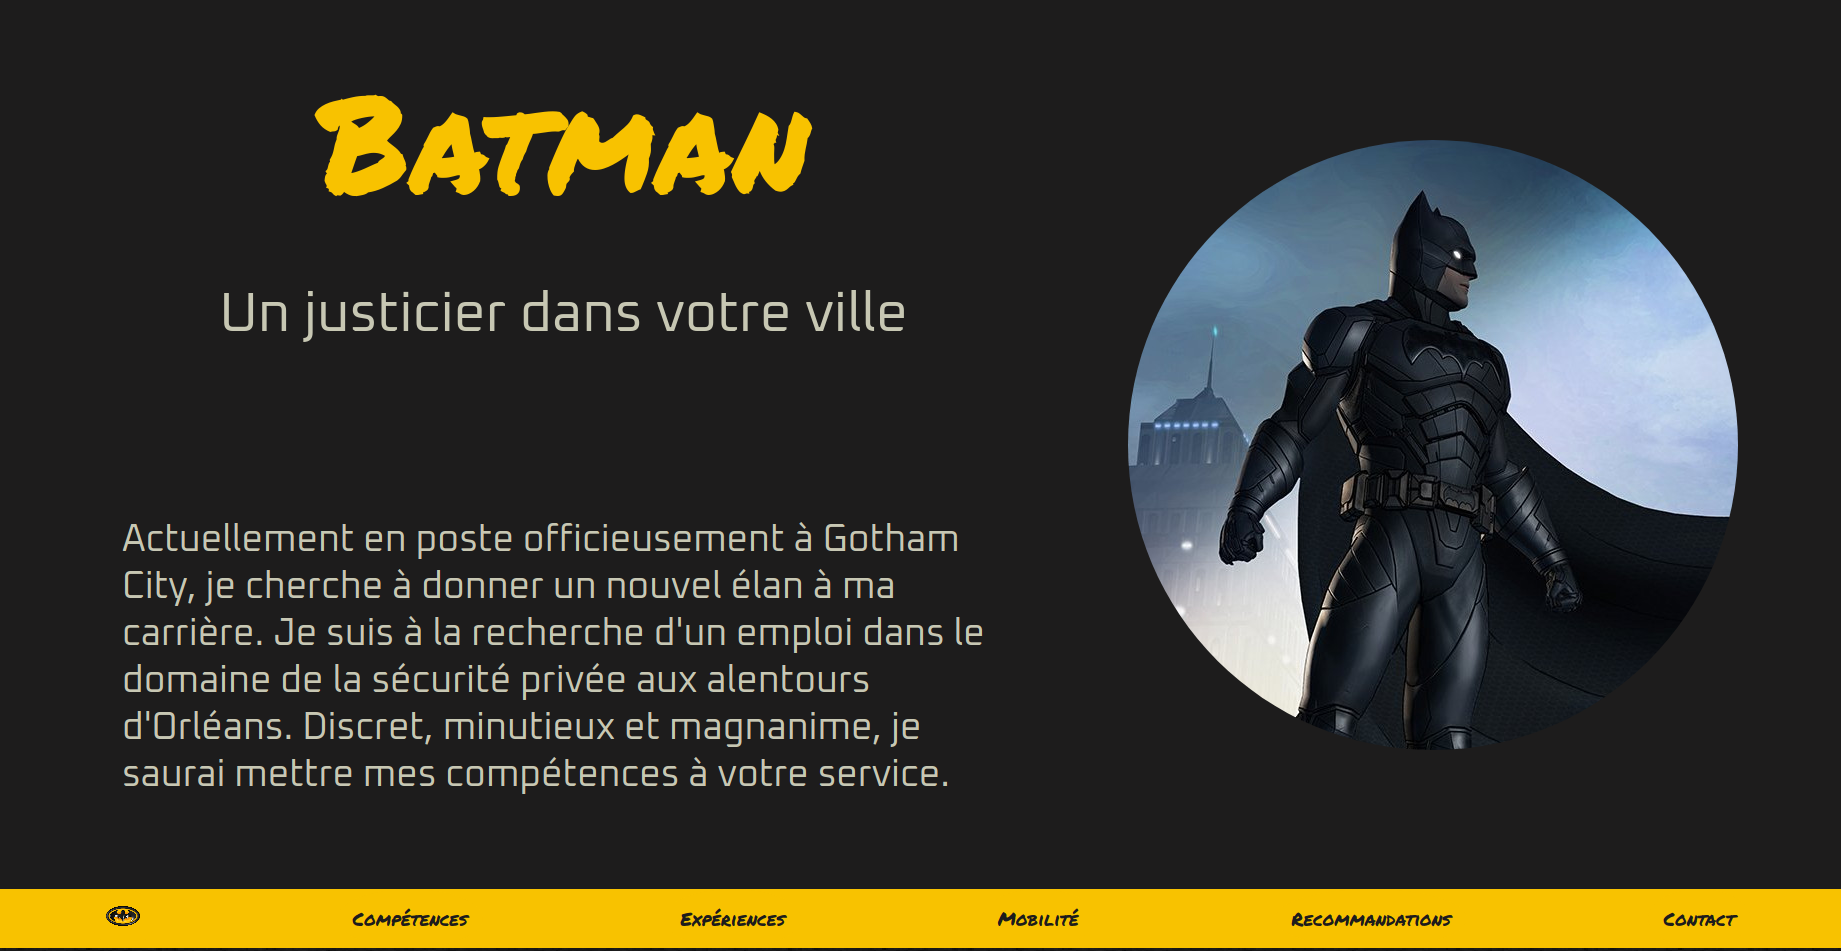 Batman
Un justicier dans votre ville
Actuellement en poste officieusement à Gotham
City, je cherche à donner un nouvel élan à ma
carrière. Je suis à la recherche d'un emploi dans le
domaine de la sécurité privée aux alentours
d'Orléans. Discret, minutieux et magnanime, je
saurai mettre mes compétences à votre service.
Compétences Expériences Mobilité Recommandations Contact